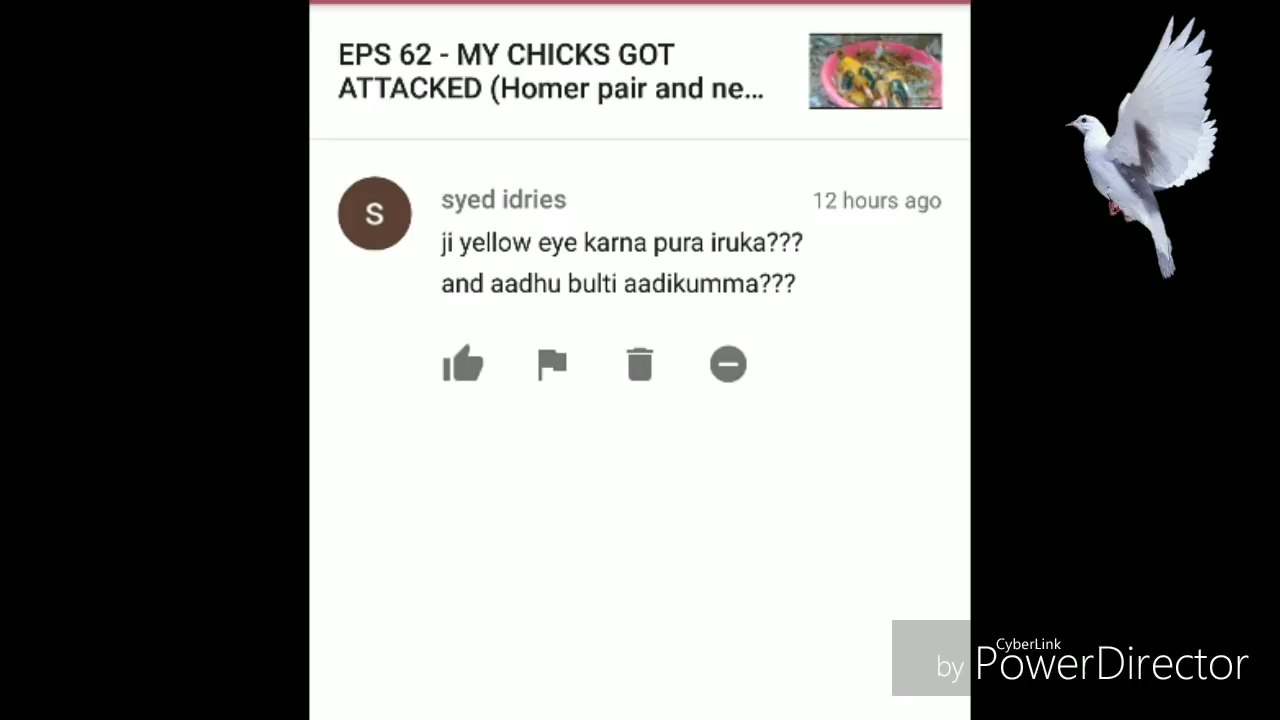 EPS 62 - MY CHICKS GOT
ATTACKED (Homer pair and ne...
S
syed idries
12 hours ago
ji yellow eye karna pura iruka???
and aadhu bulti aadikumma???
CyberLink
by PowerDirector